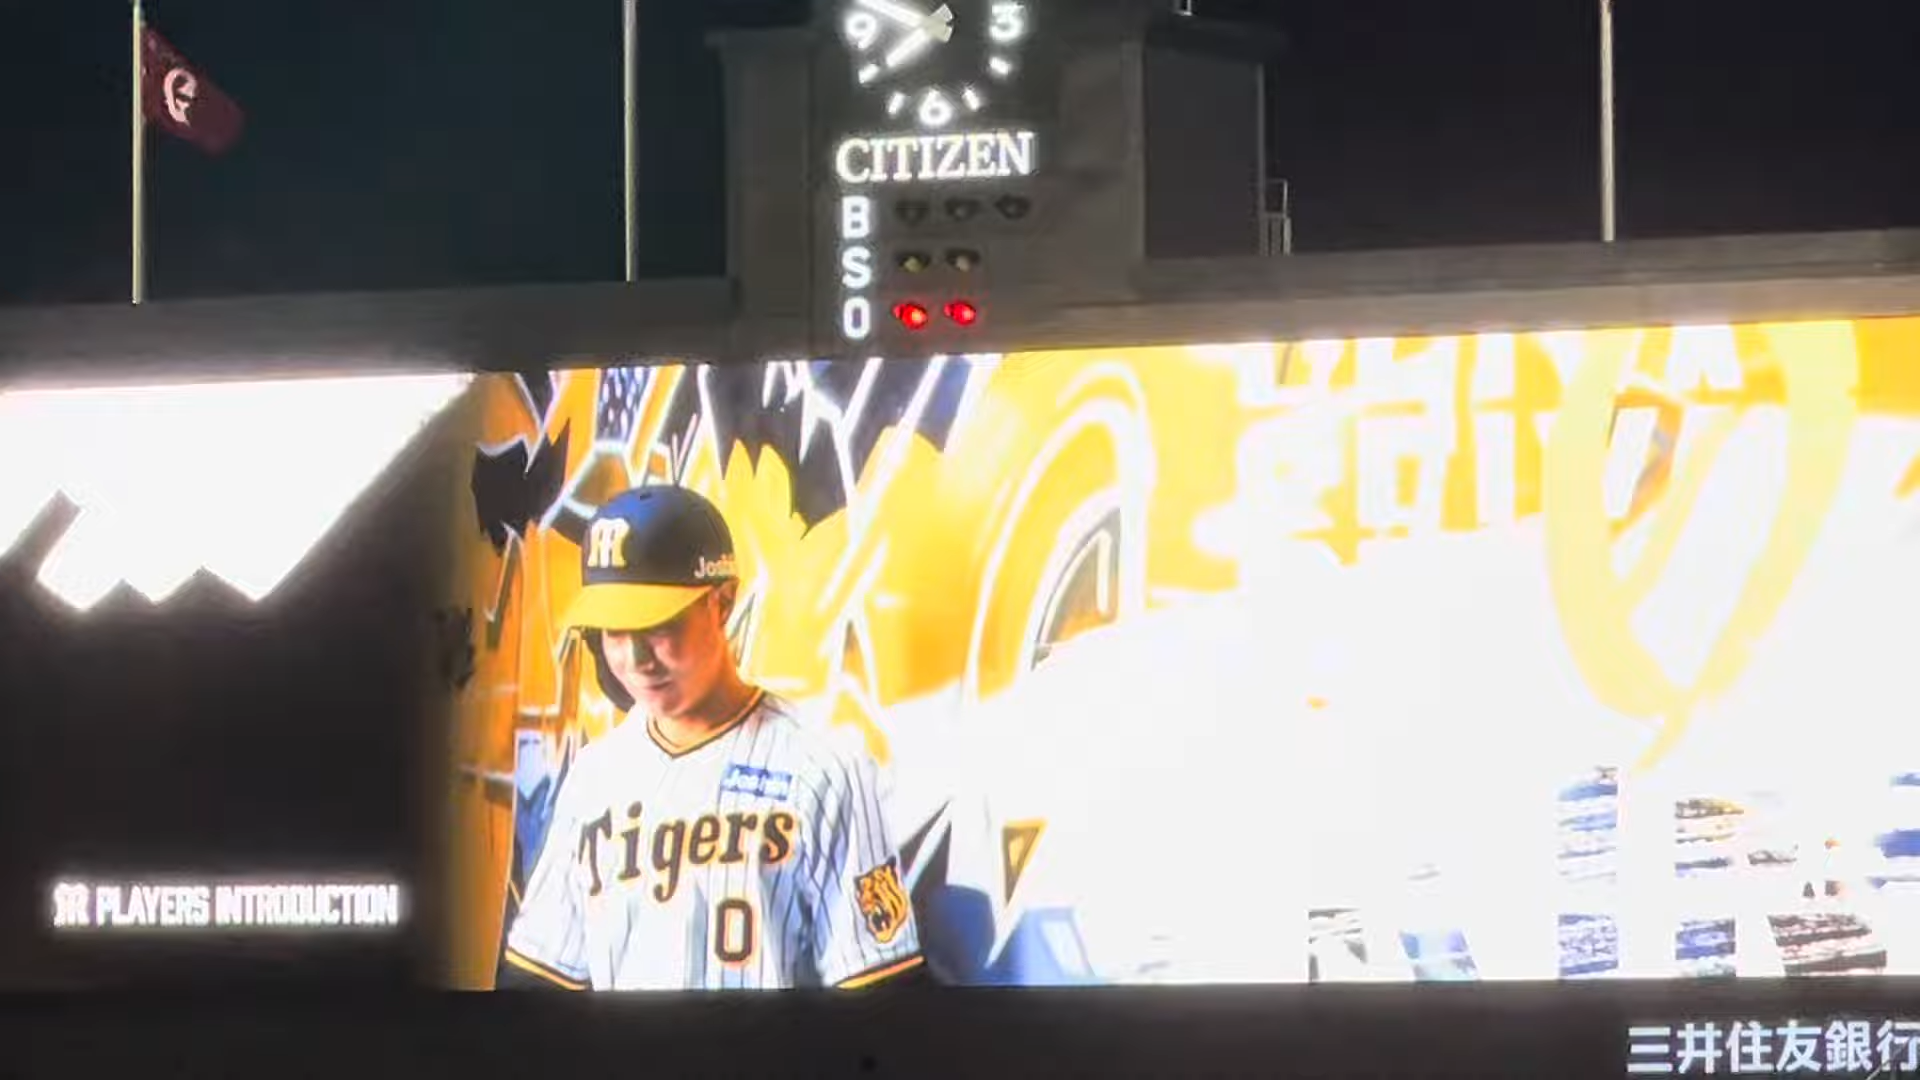 9 3
6
CITIZEN
B
S
O
Tigers
0
PLAYERS INTRODUCTION
三井住友銀行